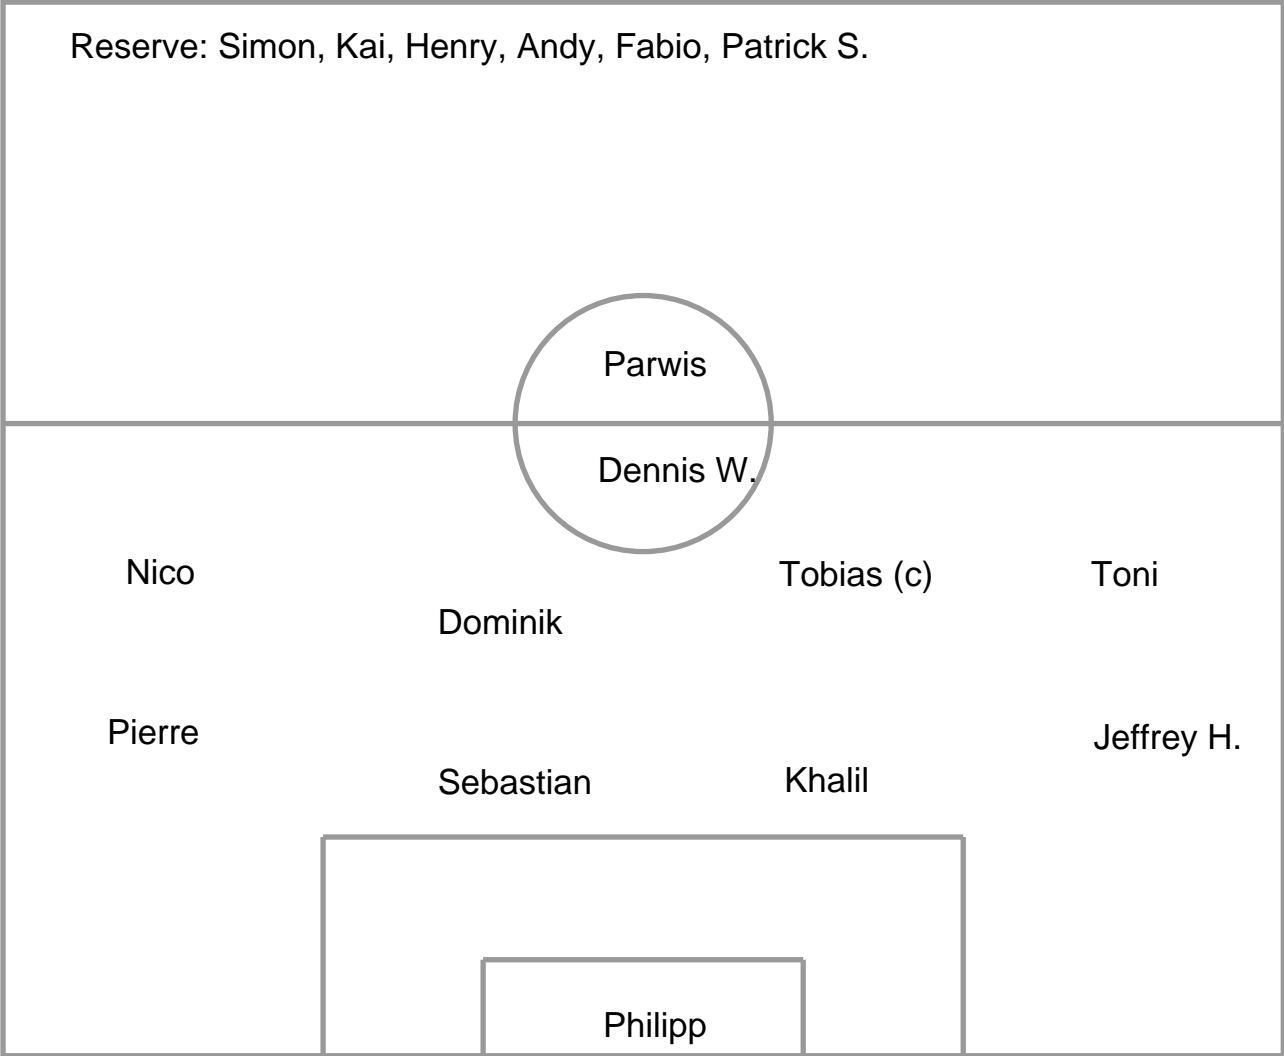 Reserve: Simon, Kai, Henry, Andy, Fabio, Patrick S.
Parwis
Dennis W.
Nico
Tobias (c)
Toni
Dominik
Pierre
Jeffrey H.
Sebastian
Khalil
Philipp